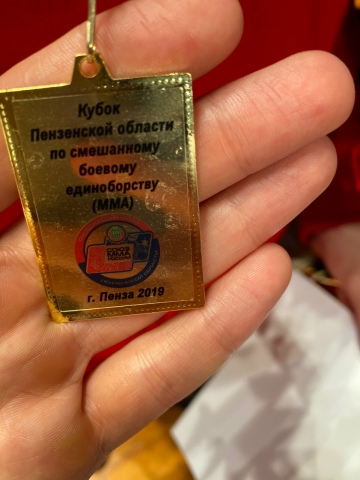 Кубок
Пензенской области
по смешанному
боевому
единоборству
(ММА)
г. Пенза 2019